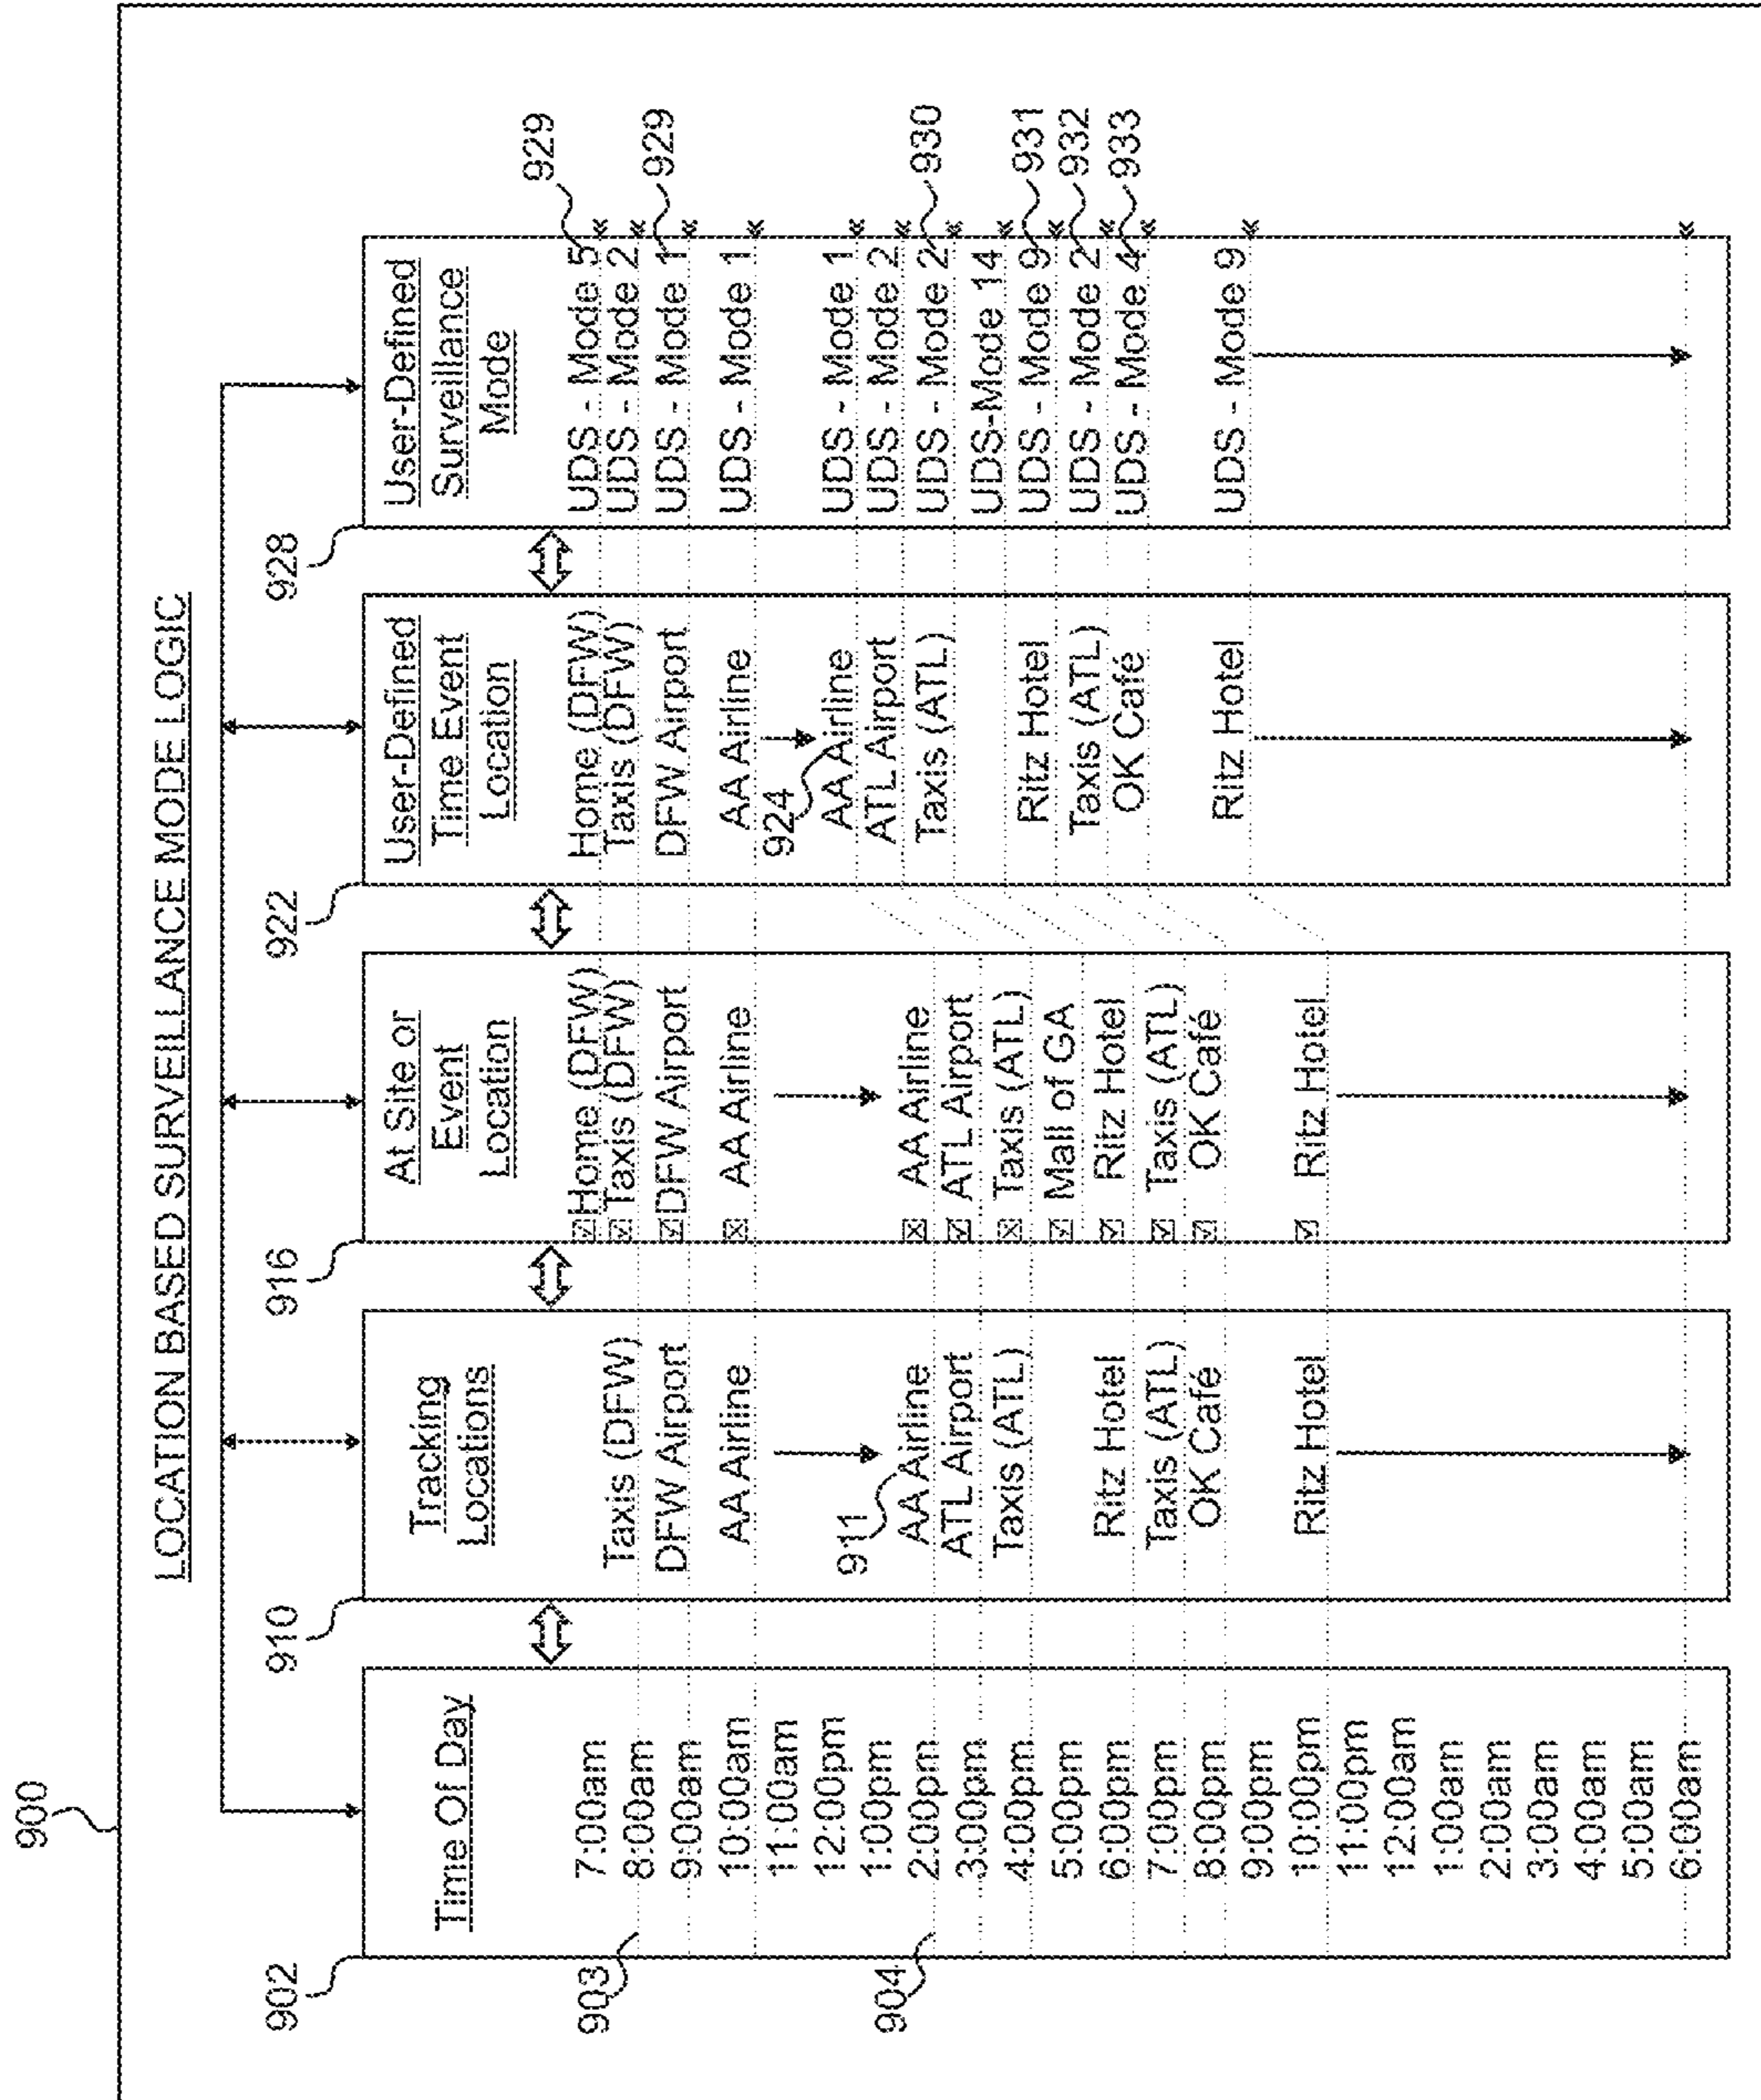 900
LOCATION BASED SURVEILLANCE MODE LOGIC
902
Time Of Day
7:00am
8:00am
9:00am
10:00am
11:00am
12:00pm
1:00pm
2:00pm
3:00pm
4:00pm
5:00pm
6:00pm
7:00pm
8:00pm
9:00pm
10:00pm
11:00pm
12:00am
1:00am
2:00am
3:00am
4:00am
5:00am
6:00am
903
904
910
Tracking
Locations
Taxis (DFW)
DFW Airport
AA Airline
911
AA Airline
ATL Airport
Taxis (ATL)
Ritz Hotel
Taxis (ATL)
OK Café
Ritz Hotel
916
At Site or
Event
Location
Home (DFW)
Taxis (DFW)
DFW Airport
AA Airline
AA Airline
ATL Airport
Taxis (ATL)
Mall of GA
Ritz Hotel
Taxis (ATL)
OK Café
Ritz Hotel
922
User-Defined
Time Event
Location
Home (DFW)
Taxis (DFW)
DFW Airport
AA Airline
924
AA Airline
ATL Airport
Taxis (ATL)
Ritz Hotel
Taxis (ATL)
OK Café
Ritz Hotel
928
User-Defined
Surveillance
Mode
UDS - Mode 5
UDS - Mode 2
UDS - Mode 1
UDS - Mode 1
UDS - Mode 1
UDS - Mode 2
UDS - Mode 2
UDS-Mode 14
UDS - Mode 9
UDS - Mode 2
UDS - Mode 4
UDS - Mode 9
929
929
930
931
932
933